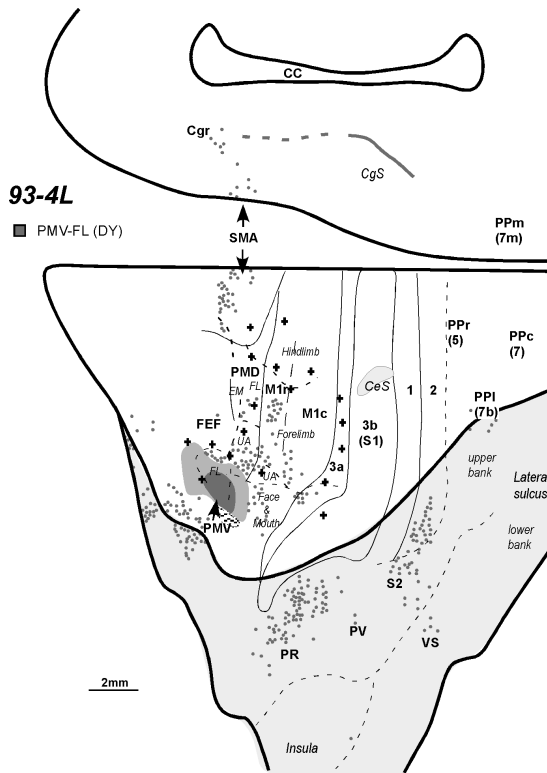 CC
Cgr
CgS
93-4L
PMV-FL (DY)
SMA
PPm
(7m)
PPr
(5)
PPc
(7)
Hindlimb
PMD
EM
FL
M1r
M1c
CeS
1
2
PPl
(7b)
FEF
Forelimb
3b
(S1)
UA
UA
3a
FL
upper
bank
Lateral
sulcus
Face
&
Mouth
PMV
lower
bank
S2
PV
VS
PR
2mm
Insula